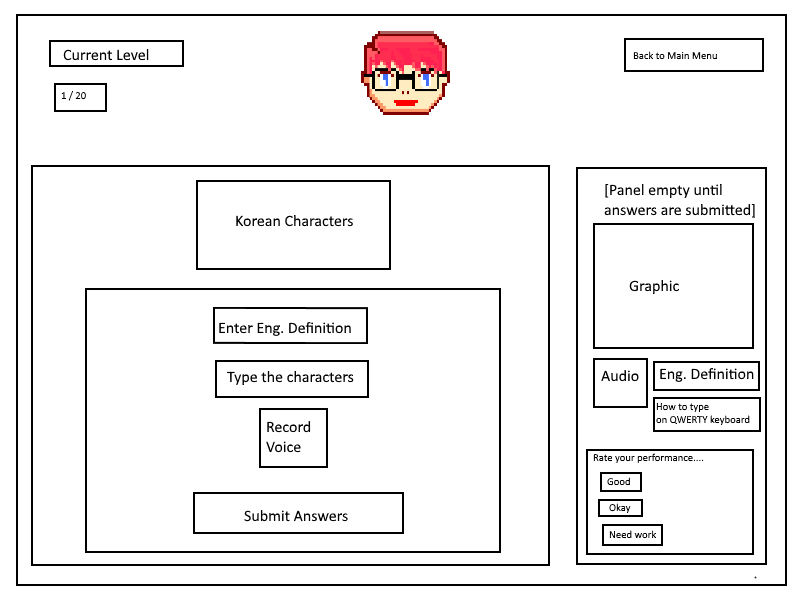 Current Level
Back to Main Menu
1 / 20
Korean Characters
Enter Eng. Definition
Type the characters
Record
Voice
Submit Answers
[Panel empty until
answers are submitted]
Graphic
Audio
Eng. Definition
How to type
on QWERTY keyboard
Rate your performance....
Good
Okay
Need work